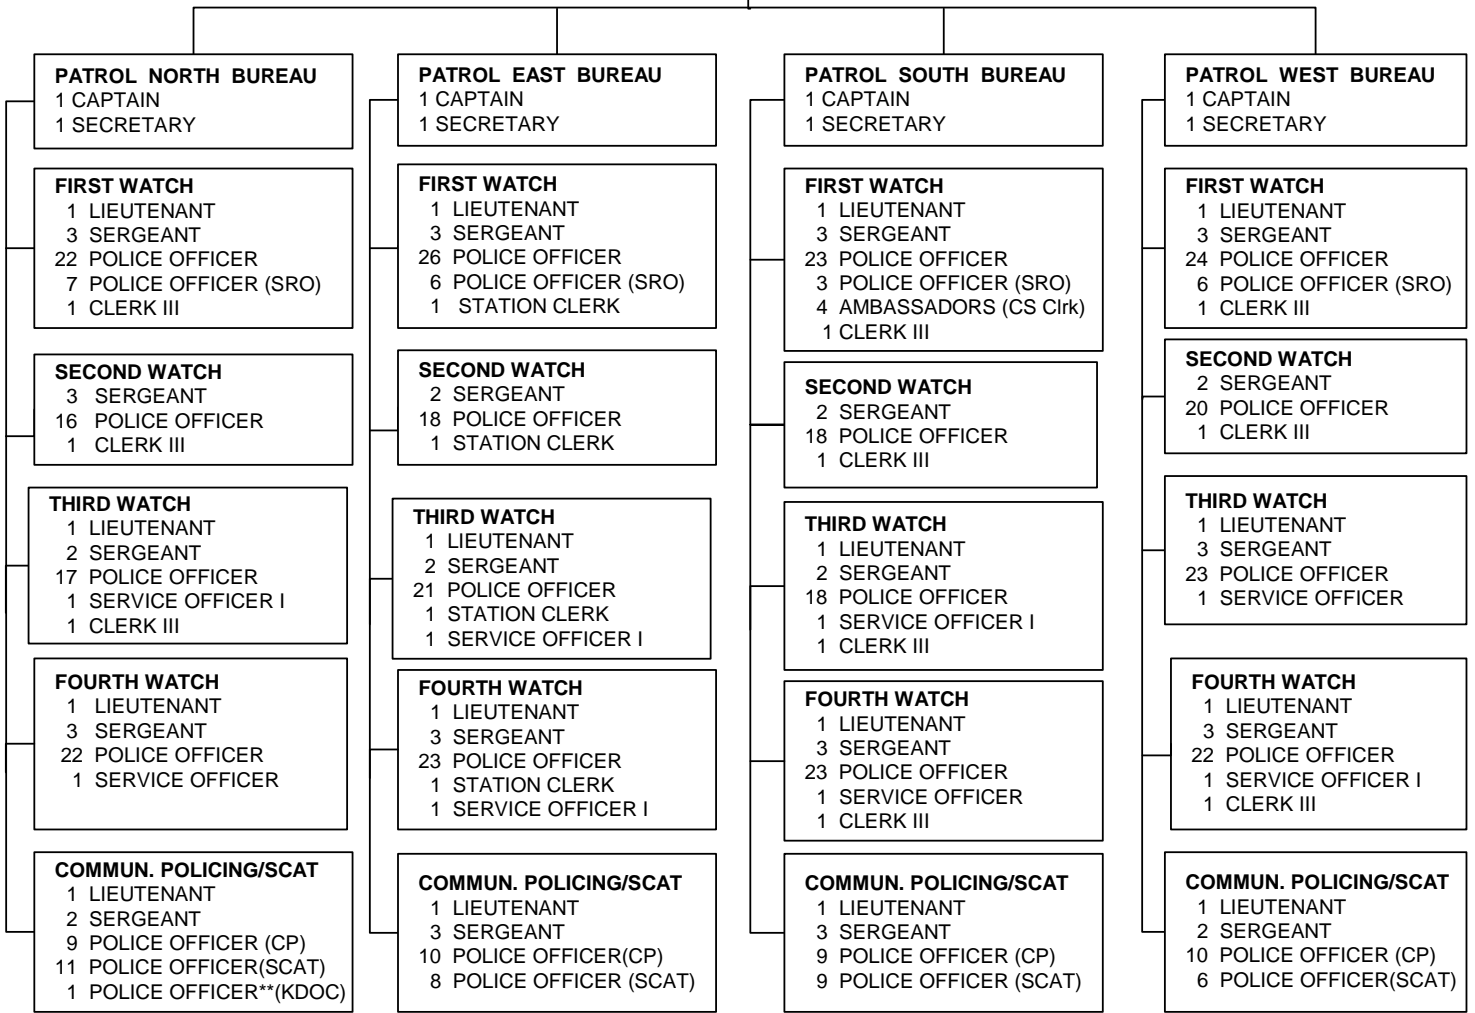 PATROL NORTH BUREAU
1 CAPTAIN
1 SECRETARY
FIRST WATCH
1 LIEUTENANT
3 SERGEANT
22 POLICE OFFICER
7 POLICE OFFICER (SRO)
1 CLERK III
SECOND WATCH
3 SERGEANT
16 POLICE OFFICER
1 CLERK III
THIRD WATCH
1 LIEUTENANT
2 SERGEANT
17 POLICE OFFICER
1 SERVICE OFFICER I
1 CLERK III
FOURTH WATCH
1 LIEUTENANT
3 SERGEANT
22 POLICE OFFICER
1 SERVICE OFFICER
COMMUN. POLICING/SCAT
1 LIEUTENANT
2 SERGEANT
9 POLICE OFFICER (CP)
11 POLICE OFFICER(SCAT)
1 POLICE OFFICER**(KDOC)
PATROL EAST BUREAU
1 CAPTAIN
1 SECRETARY
FIRST WATCH
1 LIEUTENANT
3 SERGEANT
26 POLICE OFFICER
6 POLICE OFFICER (SRO)
1 STATION CLERK
SECOND WATCH
2 SERGEANT
18 POLICE OFFICER
1 STATION CLERK
THIRD WATCH
1 LIEUTENANT
2 SERGEANT
21 POLICE OFFICER
1 STATION CLERK
1 SERVICE OFFICER I
FOURTH WATCH
1 LIEUTENANT
3 SERGEANT
23 POLICE OFFICER
1 STATION CLERK
1 SERVICE OFFICER I
COMMUN. POLICING/SCAT
1 LIEUTENANT
3 SERGEANT
10 POLICE OFFICER(CP)
8 POLICE OFFICER (SCAT)
PATROL SOUTH BUREAU
1 CAPTAIN
1 SECRETARY
FIRST WATCH
1 LIEUTENANT
3 SERGEANT
23 POLICE OFFICER
3 POLICE OFFICER (SRO)
4 AMBASSADORS (CS Clrk)
1 CLERK III
SECOND WATCH
2 SERGEANT
18 POLICE OFFICER
1 CLERK III
THIRD WATCH
1 LIEUTENANT
2 SERGEANT
18 POLICE OFFICER
1 SERVICE OFFICER I
1 CLERK III
FOURTH WATCH
1 LIEUTENANT
3 SERGEANT
23 POLICE OFFICER
1 SERVICE OFFICER
1 CLERK III
COMMUN. POLICING/SCAT
1 LIEUTENANT
3 SERGEANT
9 POLICE OFFICER (CP)
9 POLICE OFFICER (SCAT)
PATROL WEST BUREAU
1 CAPTAIN
1 SECRETARY
FIRST WATCH
1 LIEUTENANT
3 SERGEANT
24 POLICE OFFICER
6 POLICE OFFICER (SRO)
1 CLERK III
SECOND WATCH
2 SERGEANT
20 POLICE OFFICER
1 CLERK III
THIRD WATCH
1 LIEUTENANT
3 SERGEANT
23 POLICE OFFICER
1 SERVICE OFFICER
FOURTH WATCH
1 LIEUTENANT
3 SERGEANT
22 POLICE OFFICER
1 SERVICE OFFICER I
1 CLERK III
COMMUN. POLICING/SCAT
1 LIEUTENANT
2 SERGEANT
10 POLICE OFFICER (CP)
6 POLICE OFFICER(SCAT)